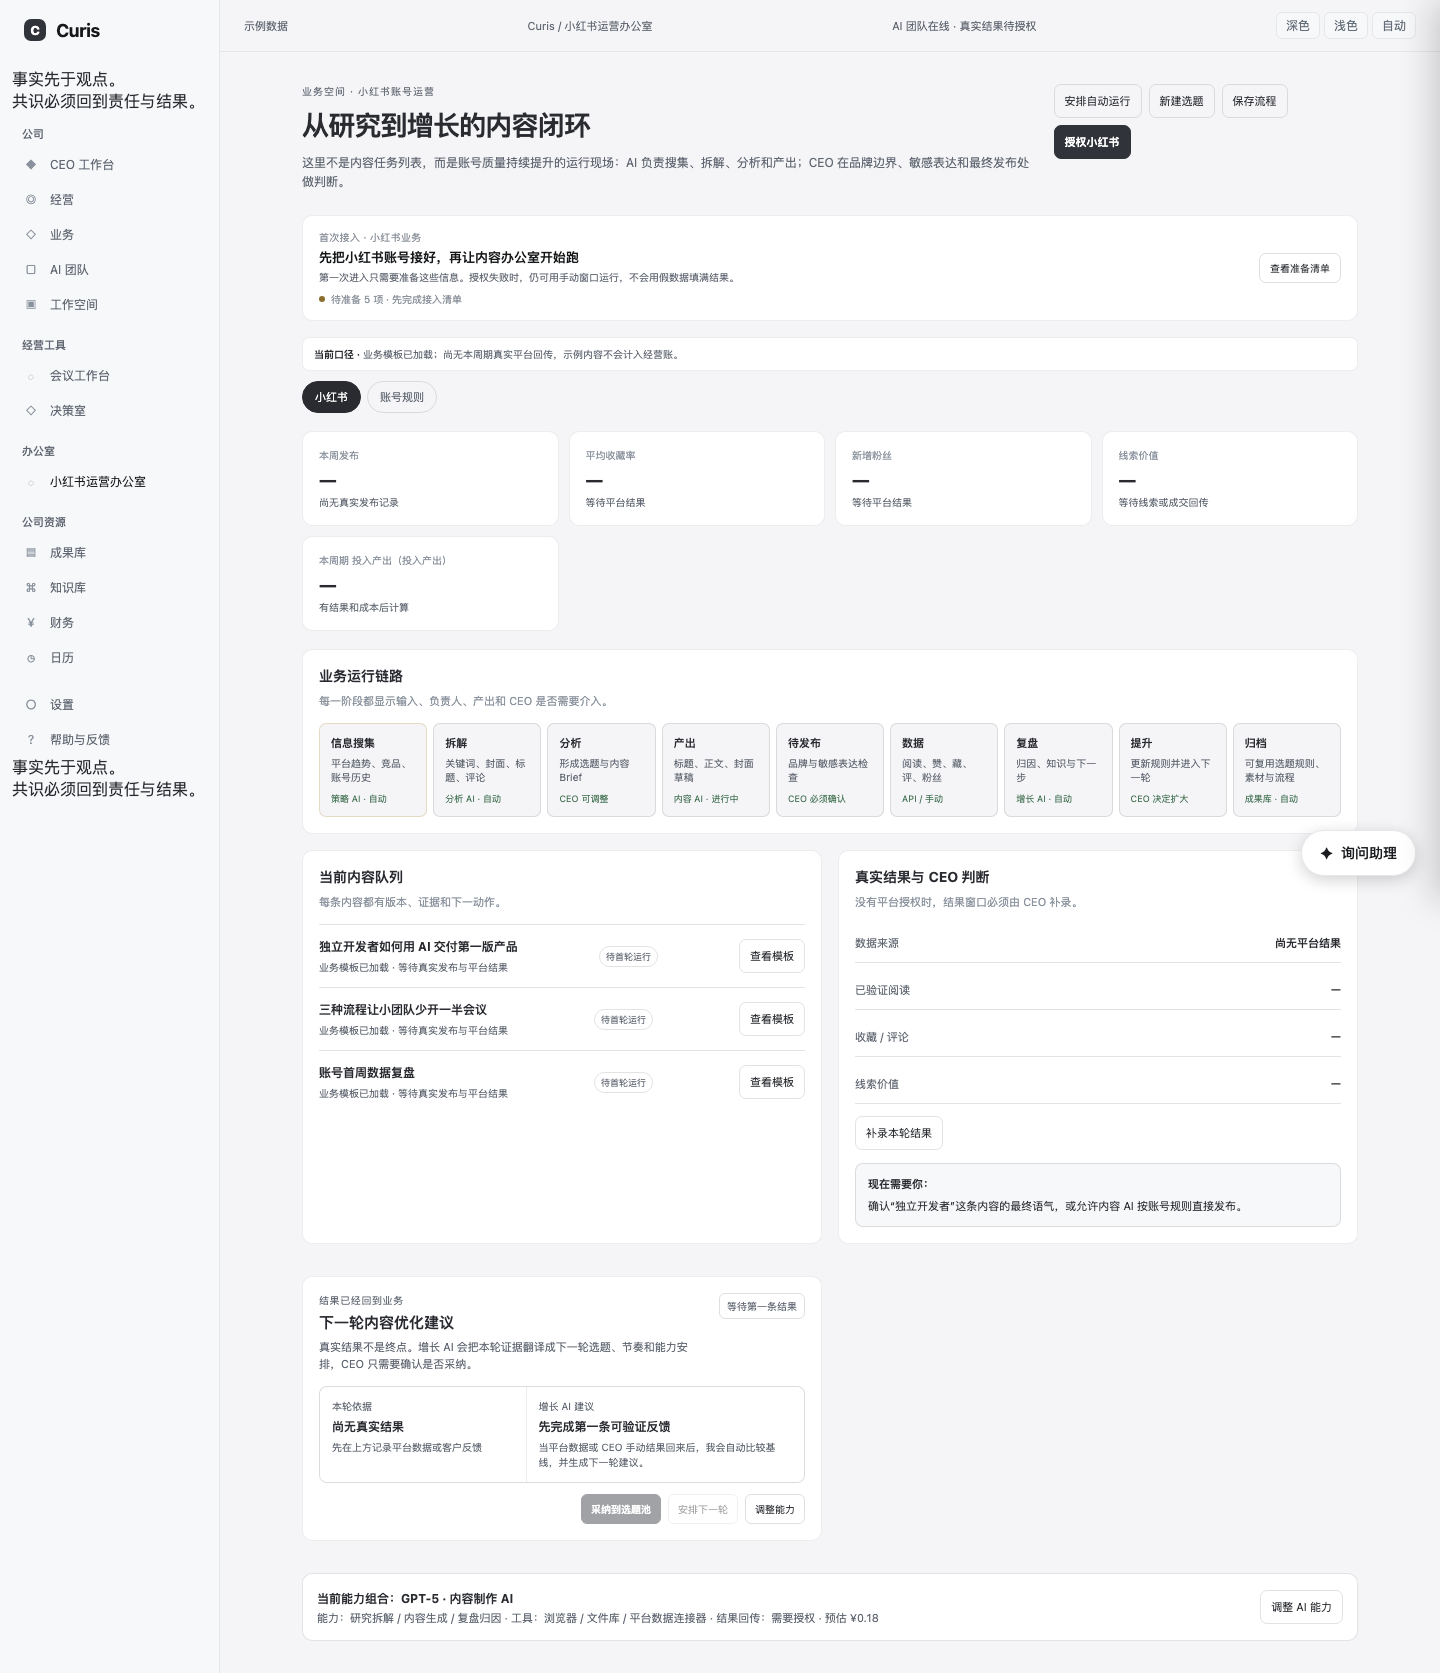 C Curis
事实先于观点。
共识必须回到责任与结果。
公司
CEO 工作台
经营
业务
AI 团队
工作空间
经营工具
会议工作台
决策室
办公室
小红书运营办公室
公司资源
成果库
知识库
¥ 财务
日历
设置
? 帮助与反馈
事实先于观点。
共识必须回到责任与结果。
示例数据
Curis / 小红书运营办公室
AI 团队在线 · 真实结果待授权
深色
浅色
自动
业务空间 · 小红书账号运营
从研究到增长的内容闭环
这里不是内容任务列表，而是账号质量持续提升的运行现场：AI 负责搜集、拆解、分析和产出；CEO 在品牌边界、敏感表达和最终发布处
做判断。
安排自动运行
新建选题
保存流程
授权小红书
首次接入 · 小红书业务
先把小红书账号接好，再让内容办公室开始跑
第一次进入只需要准备这些信息。授权失败时，仍可用手动窗口运行，不会用假数据填满结果。
待准备 5 项 · 先完成接入清单
查看准备清单
当前口径 · 业务模板已加载；尚无本周期真实平台回传，示例内容不会计入经营账。
小红书
账号规则
本周发布
—
尚无真实发布记录
平均收藏率
—
等待平台结果
新增粉丝
—
等待平台结果
线索价值
—
等待线索或成交回传
本周期 投入产出（投入产出）
—
有结果和成本后计算
业务运行链路
每一阶段都显示输入、负责人、产出和 CEO 是否需要介入。
信息搜集
平台趋势、竞品、
账号历史
策略 AI · 自动
拆解
关键词、封面、标
题、评论
分析 AI · 自动
分析
形成选题与内容
Brief
CEO 可调整
产出
标题、正文、封面
草稿
内容 AI · 进行中
待发布
品牌与敏感表达检
查
CEO 必须确认
数据
阅读、赞、藏、
评、粉丝
API / 手动
复盘
归因、知识与下一
步
增长 AI · 自动
提升
更新规则并进入下
一轮
CEO 决定扩大
归档
可复用选题规则、
素材与流程
成果库 · 自动
询问助理
当前内容队列
每条内容都有版本、证据和下一动作。
独立开发者如何用 AI 交付第一版产品
业务模板已加载 · 等待真实发布与平台结果
待首轮运行
查看模板
三种流程让小团队少开一半会议
业务模板已加载 · 等待真实发布与平台结果
待首轮运行
查看模板
账号首周数据复盘
业务模板已加载 · 等待真实发布与平台结果
待首轮运行
查看模板
真实结果与 CEO 判断
没有平台授权时，结果窗口必须由 CEO 补录。
数据来源
尚无平台结果
已验证阅读
—
收藏 / 评论
—
线索价值
—
补录本轮结果
现在需要你：
确认“独立开发者”这条内容的最终语气，或允许内容 AI 按账号规则直接发布。
结果已经回到业务
下一轮内容优化建议
真实结果不是终点。增长 AI 会把本轮证据翻译成下一轮选题、节奏和能力安
排，CEO 只需要确认是否采纳。
等待第一条结果
本轮依据
尚无真实结果
先在上方记录平台数据或客户反馈
增长 AI 建议
先完成第一条可验证反馈
当平台数据或 CEO 手动结果回来后，我会自动比较基
线，并生成下一轮建议。
采纳到选题池
安排下一轮
调整能力
当前能力组合：GPT-5 · 内容制作 AI
能力：研究拆解 / 内容生成 / 复盘归因 · 工具：浏览器 / 文件库 / 平台数据连接器 · 结果回传：需要授权 · 预估 ¥0.18
调整 AI 能力